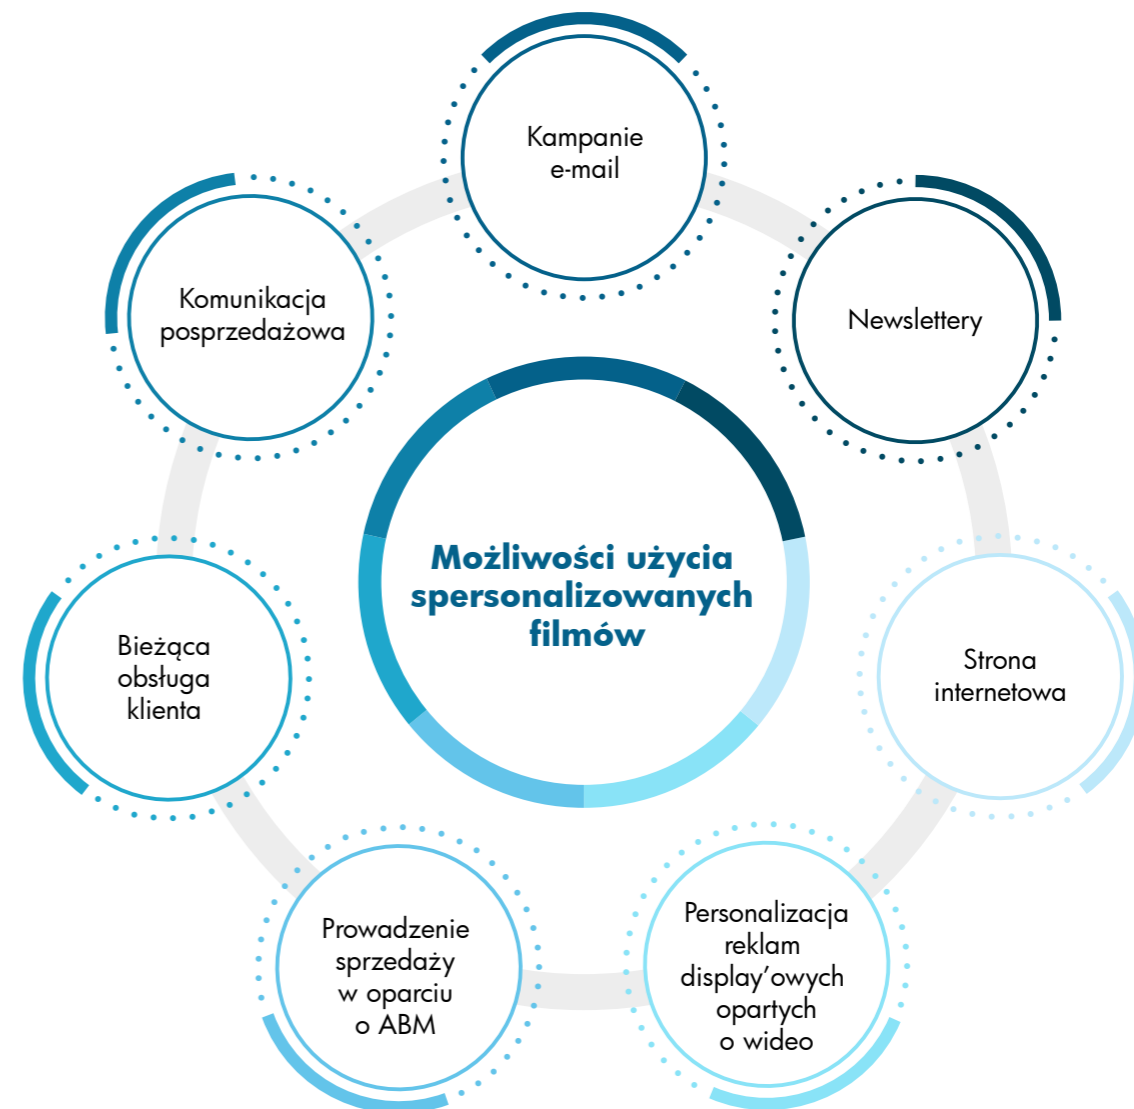 Kampanie
e-mail
Newslettery
Strona
internetowa
Personalizacja
reklam
display’owych
opartych
o wideo
Prowadzenie
sprzedaży
w oparciu
o ABM
Bieżąca
obsługa
klienta
Komunikacja
posprzedażowa
Możliwości użycia
spersonalizowanych
filmów